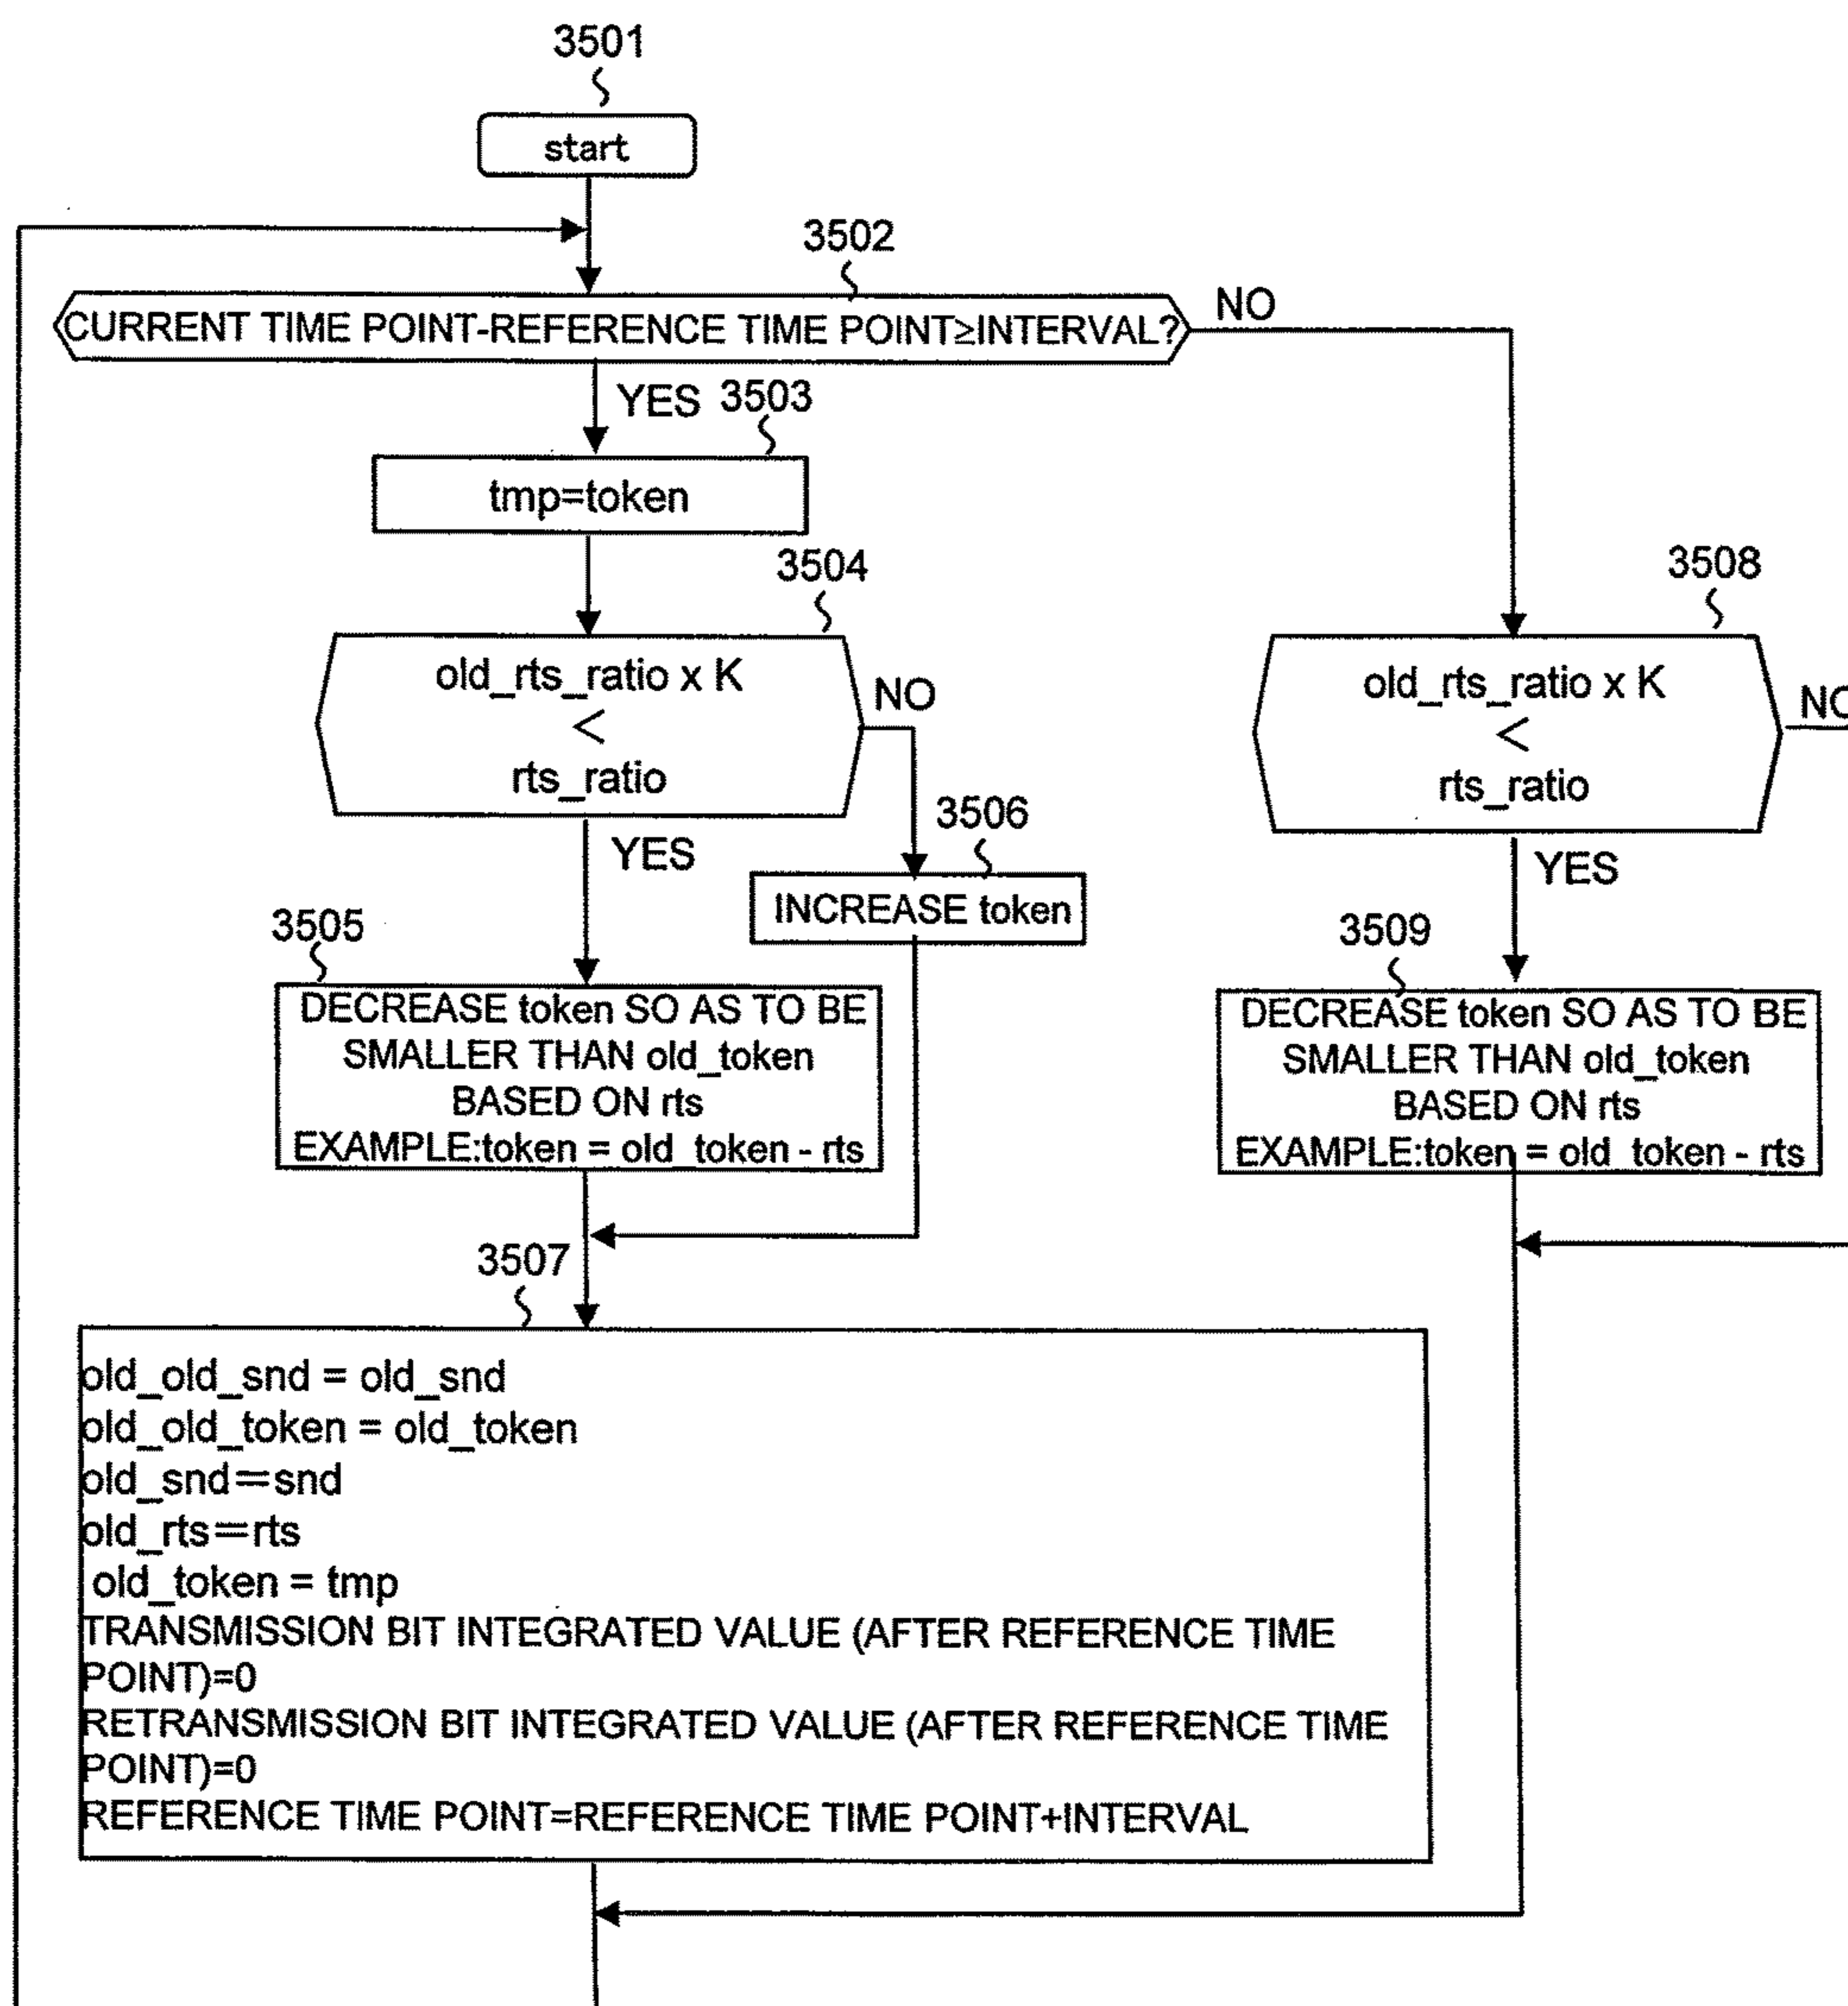 3501
start
3502
CURRENT TIME POINT-REFERENCE TIME POINT≥INTERVAL?
NO
YES
3503
tmp=token
3504
old_rts_ratio x K
<
rts_ratio
NO
YES
3506
INCREASE token
3505
DECREASE token SO AS TO BE
SMALLER THAN old_token
BASED ON rts
EXAMPLE:token = old_token - rts
3508
old_rts_ratio x K
<
rts_ratio
NO
YES
3509
DECREASE token SO AS TO BE
SMALLER THAN old_token
BASED ON rts
EXAMPLE:token = old_token - rts
3507
old_old_snd = old_snd
old_old_token = old_token
old_snd=snd
old_rts=rts
old_token = tmp
TRANSMISSION BIT INTEGRATED VALUE (AFTER REFERENCE TIME
POINT)=0
RETRANSMISSION BIT INTEGRATED VALUE (AFTER REFERENCE TIME
POINT)=0
REFERENCE TIME POINT=REFERENCE TIME POINT+INTERVAL